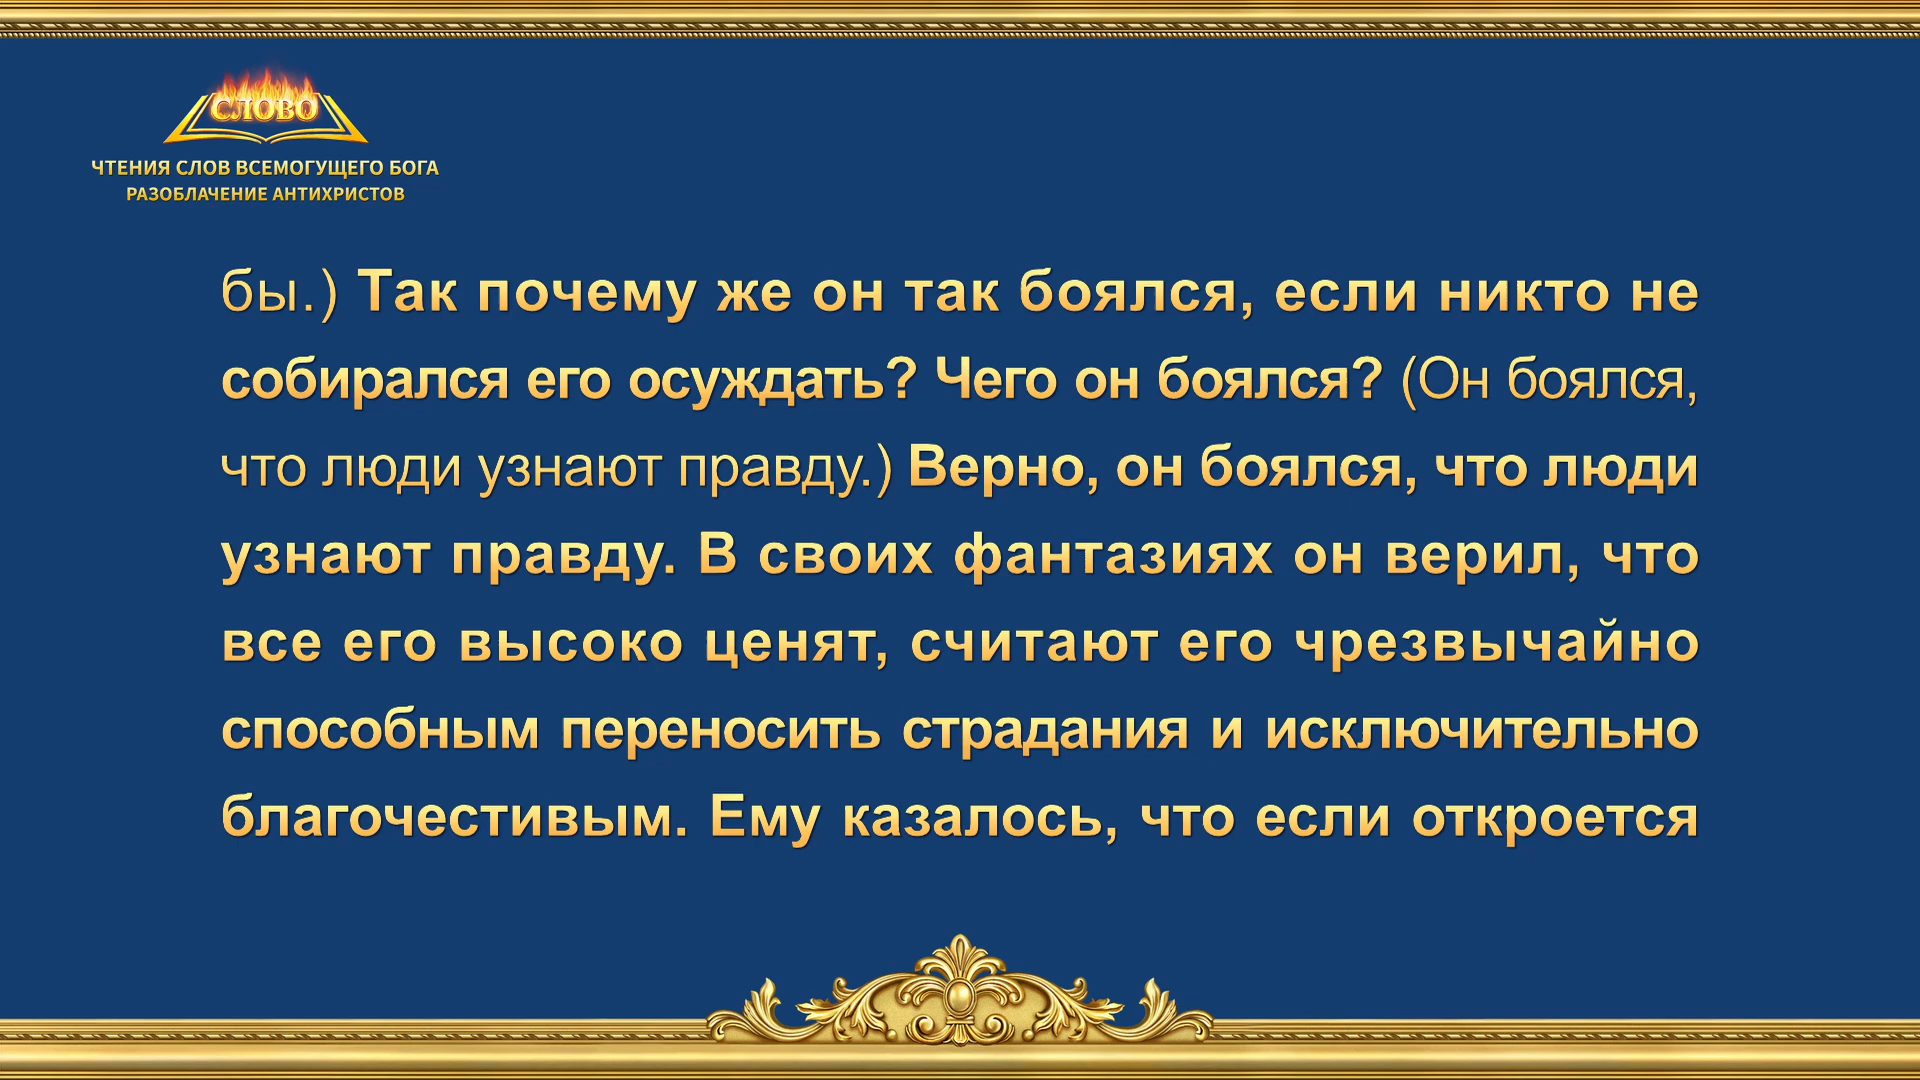 СЛОВО
ЧТЕНИЯ СЛОВ ВСЕМОГУЩЕГО БОГА
РАЗОБЛАЧЕНИЕ АНТИХРИСТОВ
бы.) Так почему же он так боялся, если никто не
собирался его осуждать? Чего он боялся? (Он боялся,
что люди узнают правду.) Верно, он боялся, что люди
узнают правду. В своих фантазиях он верил, что
все его высоко ценят, считают его чрезвычайно
способным переносить страдания и исключительно
благочестивым. Ему казалось, что если откроется